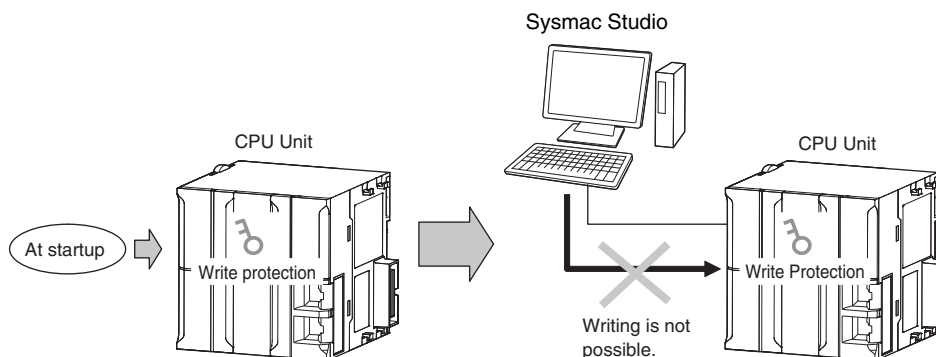 Sysmac Studio
CPU Unit
CPU Unit
At startup
Write protection
Write Protection
Writing is not
possible.